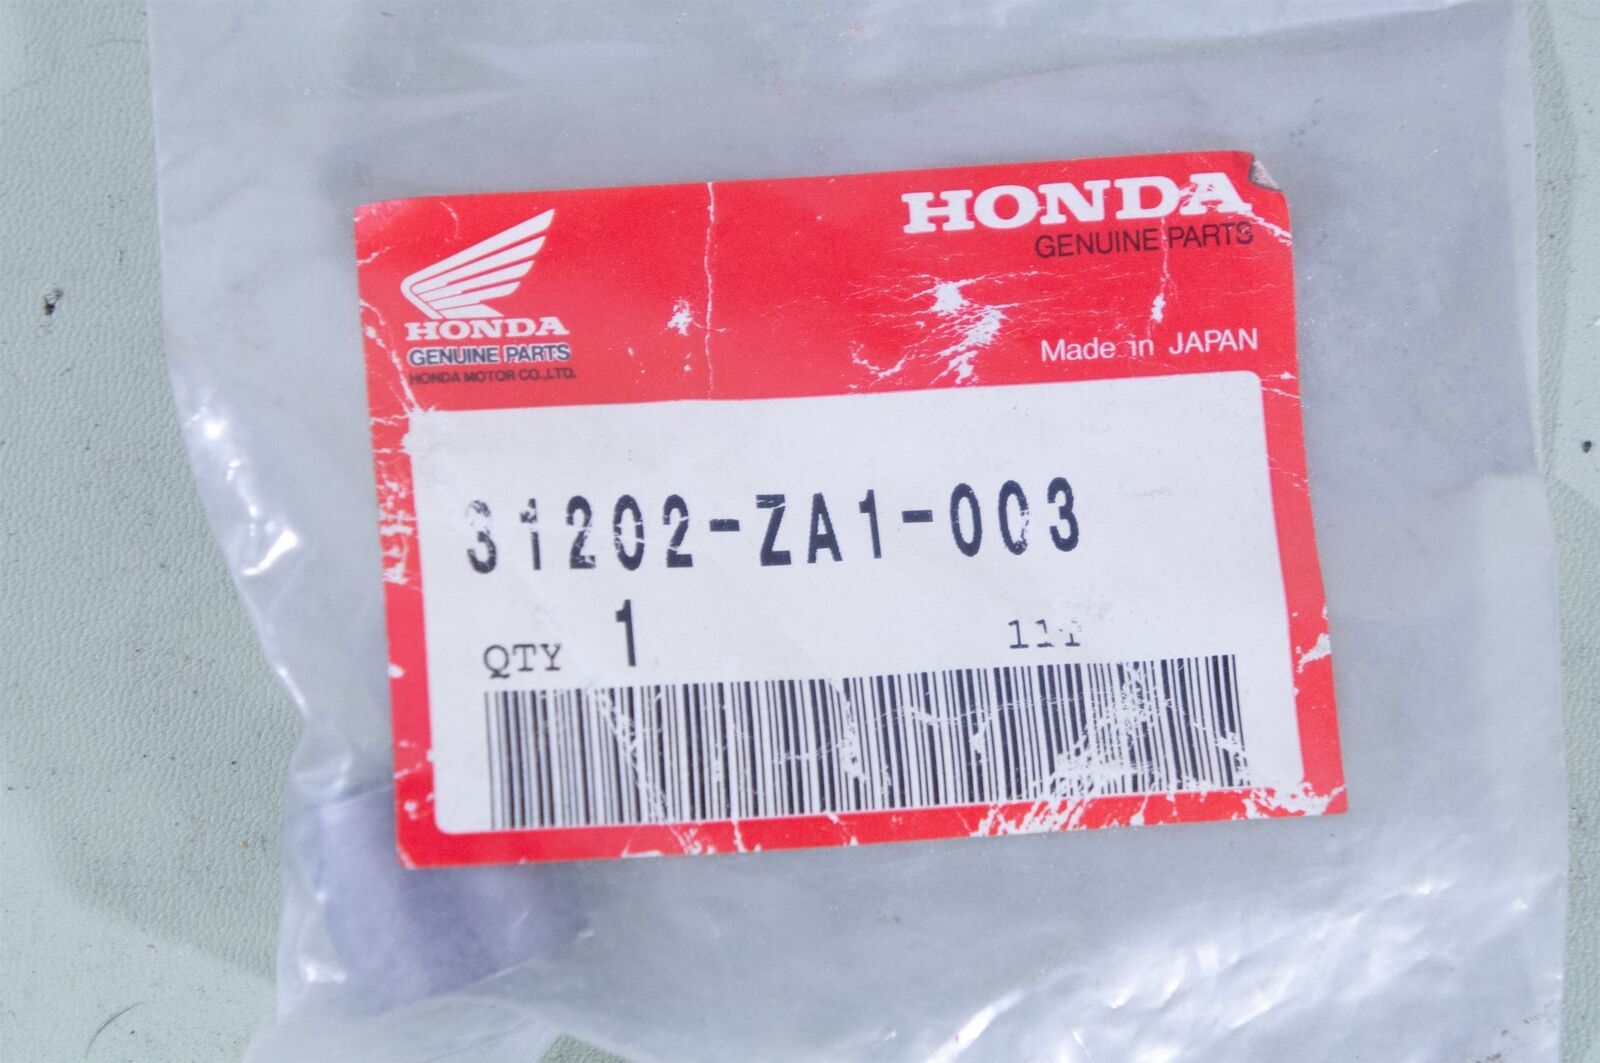 HONDA
GENUINE PARTS
HONDA
GENUINE PARTS
HONDA MOTOR CO.,LTD.
Made in JAPAN
31202-ZA1-003
QTY 1 111